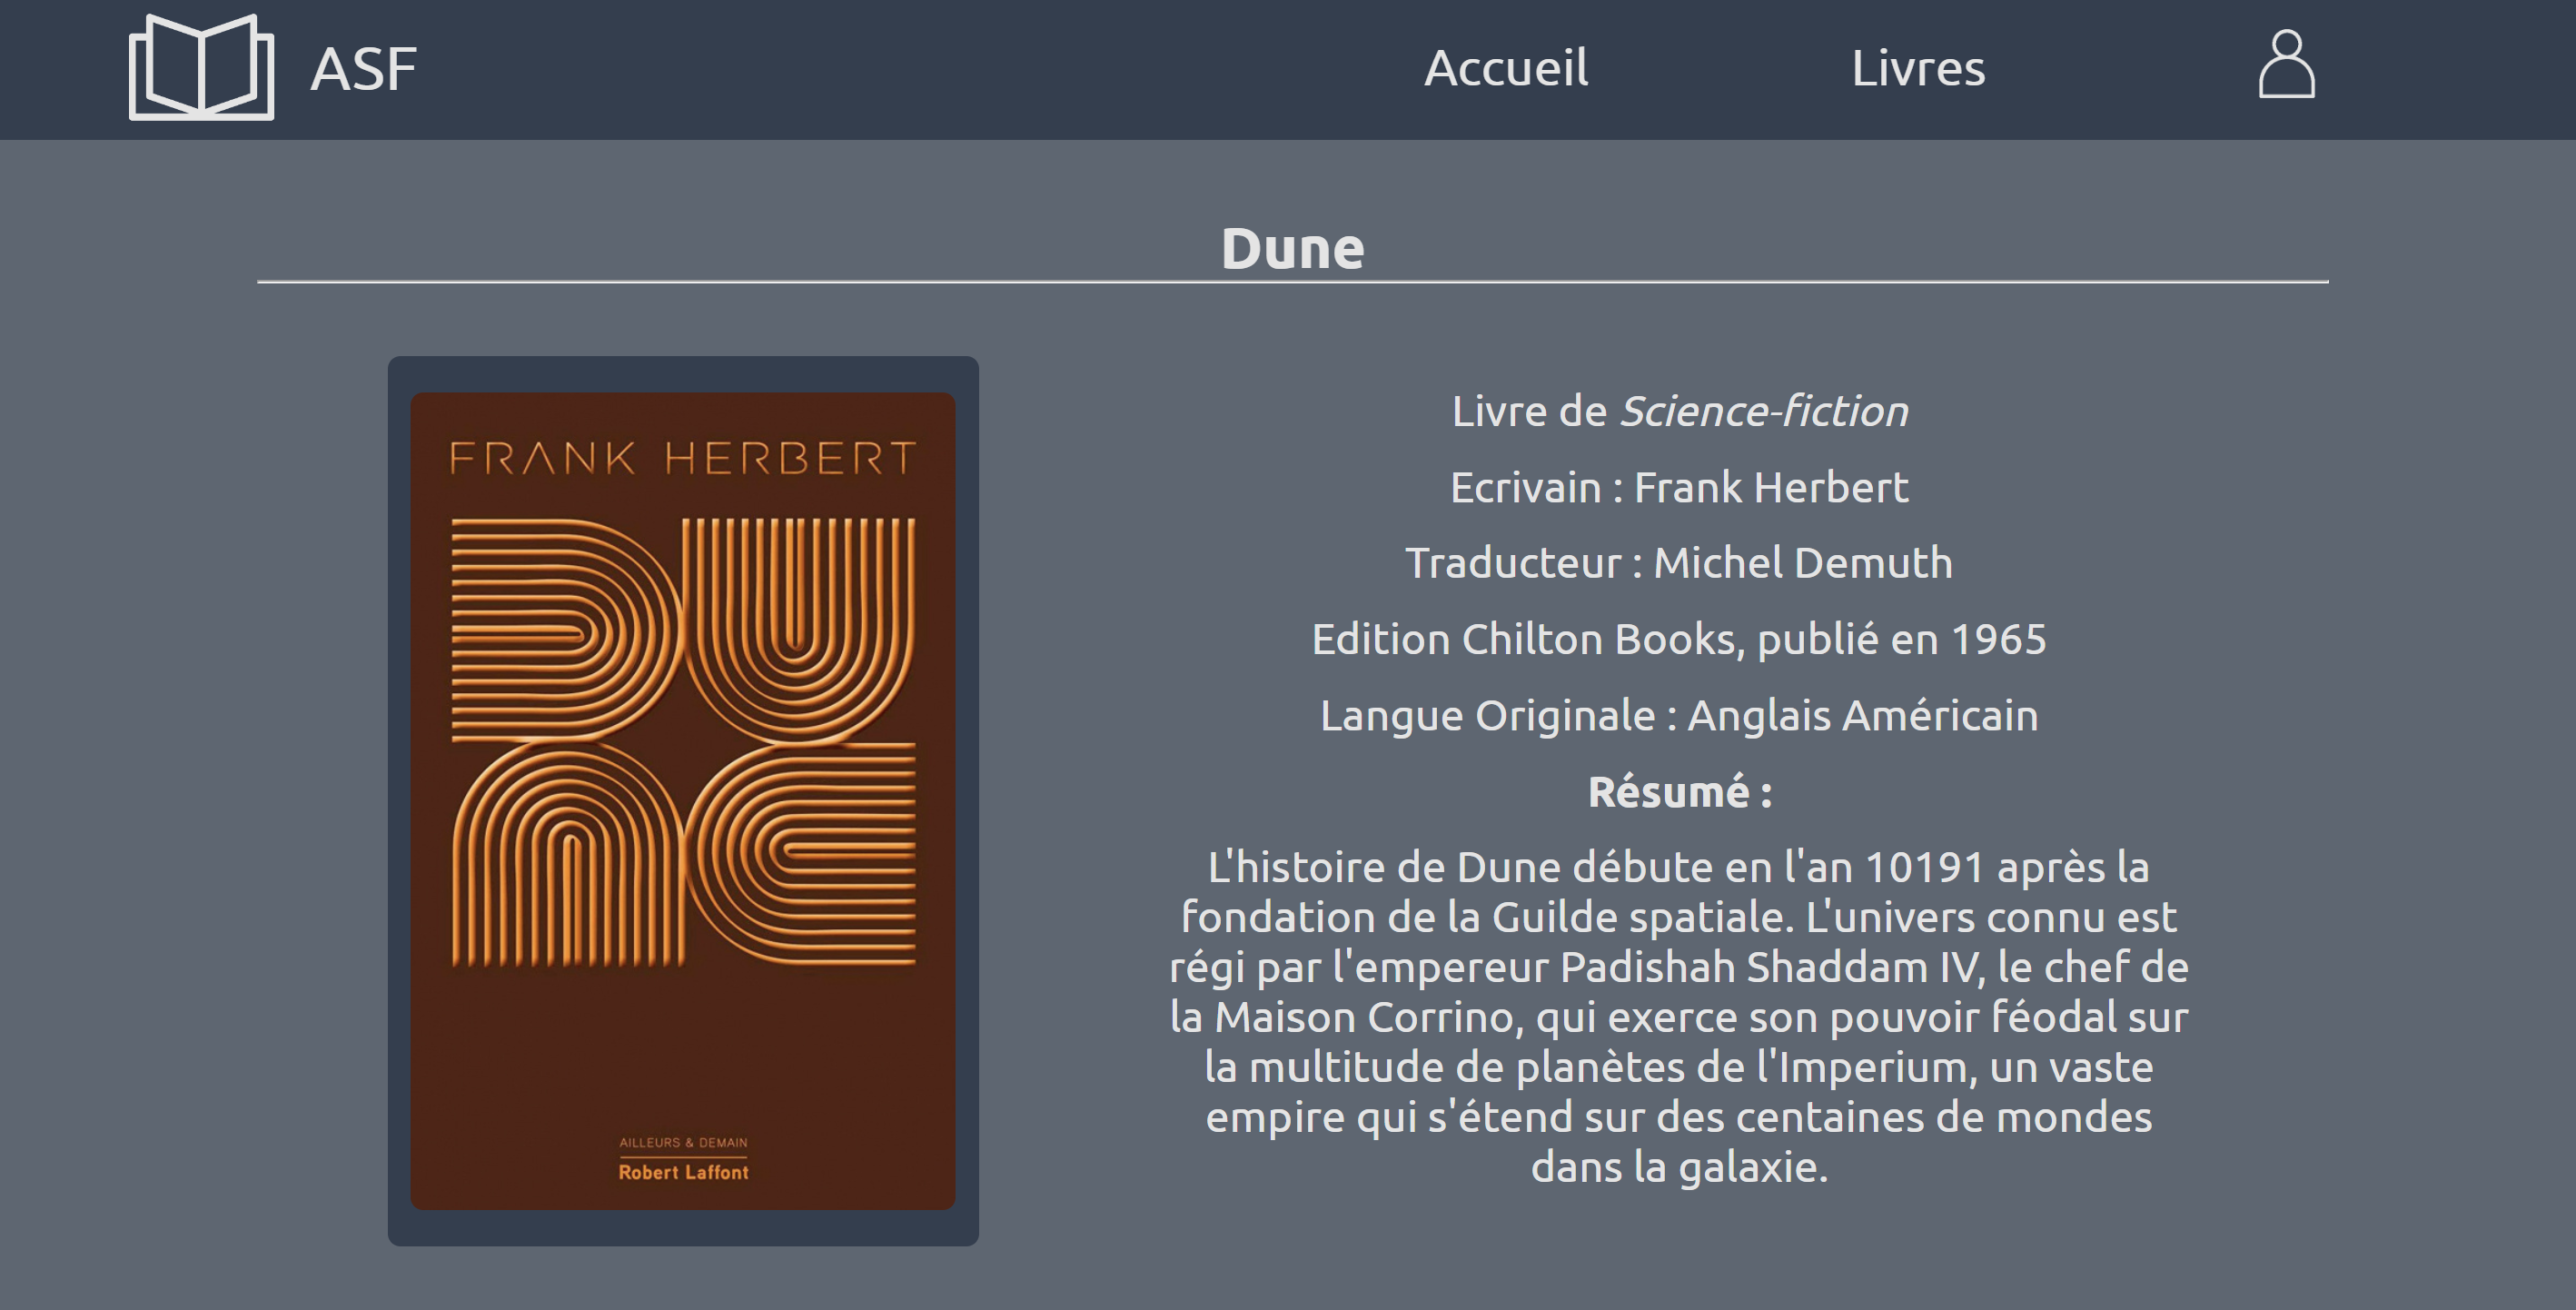 ASF
Accueil
Livres
Dune
FRANK HERBERT
DUNE
AILLEURS & DEMAIN
Robert Laffont
Livre de Science-fiction
Ecrivain : Frank Herbert
Traducteur : Michel Demuth
Edition Chilton Books, publié en 1965
Langue Originale : Anglais Américain
Résumé :
L'histoire de Dune débute en l'an 10191 après la
fondation de la Guilde spatiale. L'univers connu est
régi par l'empereur Padishah Shaddam IV, le chef de
la Maison Corrino, qui exerce son pouvoir féodal sur
la multitude de planètes de l'Imperium, un vaste
empire qui s'étend sur des centaines de mondes
dans la galaxie.